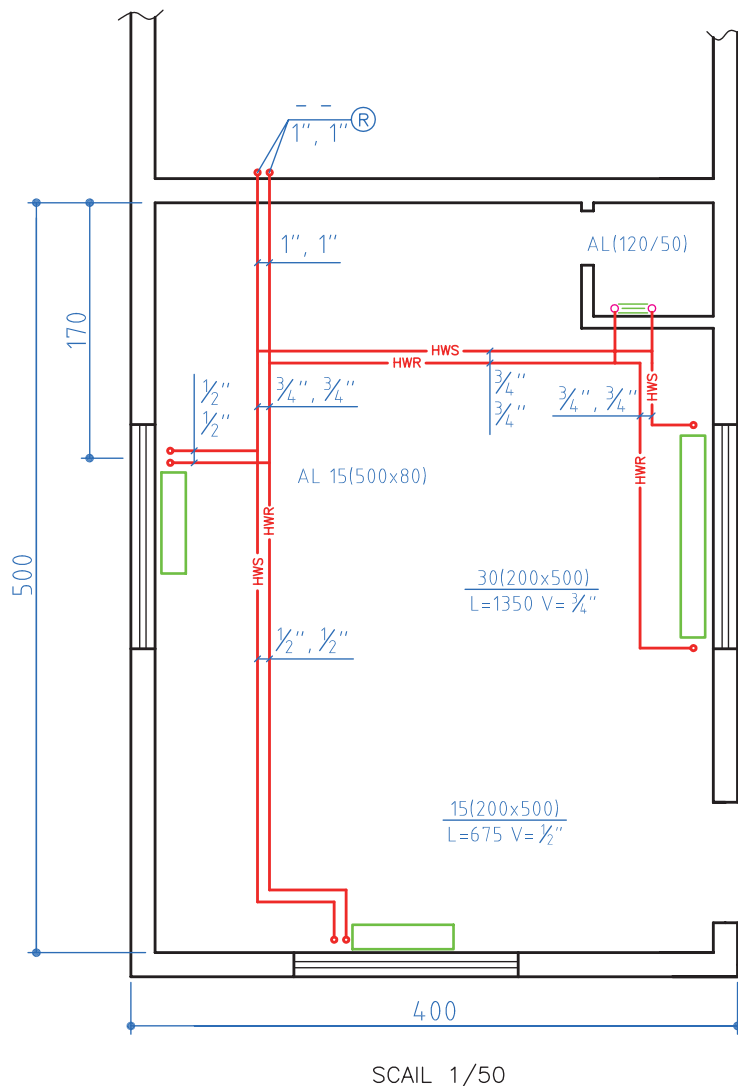 1", 1" R
1", 1"
AL(120/50)
170
HWS
HWR
1/2"
1/2"
3/4", 3/4"
3/4"
3/4"
3/4", 3/4"
HWS
HWR
AL 15(500x80)
HWR
HWS
500
30(200x500)
L=1350 V= 3/4"
1/2", 1/2"
15(200x500)
L=675 V= 1/2"
400
SCAIL 1/50